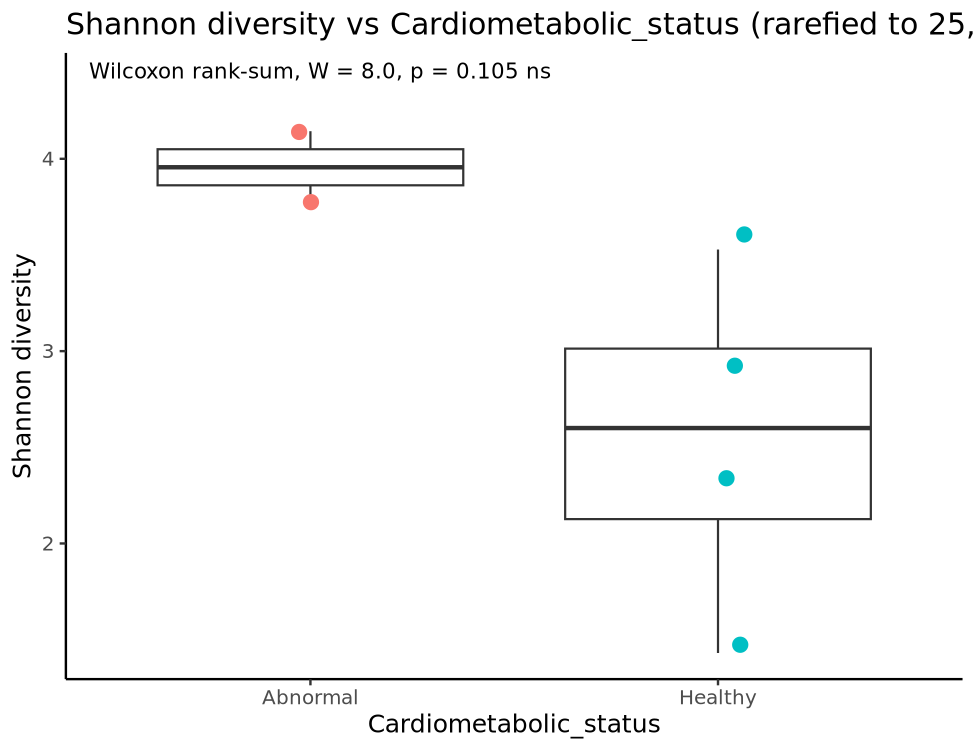 Shannon diversity vs Cardiometabolic_status (rarefied to 25,
Wilcoxon rank-sum, W = 8.0, p = 0.105 ns
4
3
2
Shannon diversity
Abnormal
Healthy
Cardiometabolic_status